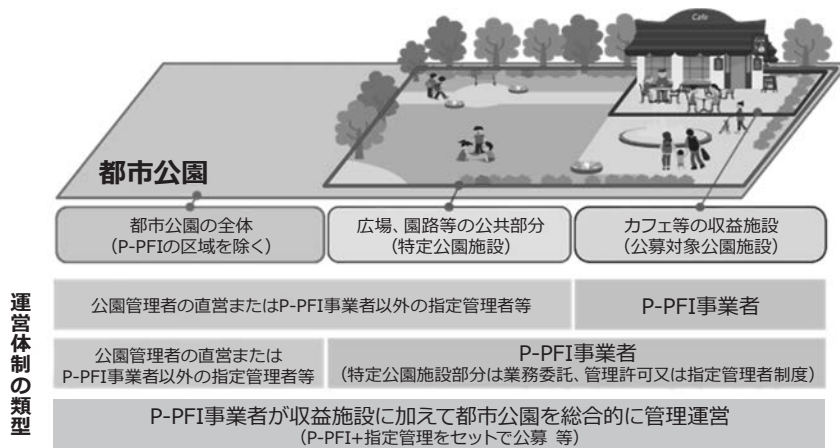 Cafe
都市公園
都市公園の全体
(P-PFIの区域を除く)
広場、園路等の公共部分
(特定公園施設)
カフェ等の収益施設
(公募対象公園施設)
運営体制の類型
公園管理者の直営またはP-PFI事業者以外の指定管理者等
P-PFI事業者
公園管理者の直営または
P-PFI事業者以外の指定管理者等
P-PFI事業者
(特定公園施設部分は業務委託、管理許可又は指定管理者制度)
P-PFI事業者が収益施設に加えて都市公園を総合的に管理運営
(P-PFI+指定管理をセットで公募 等)